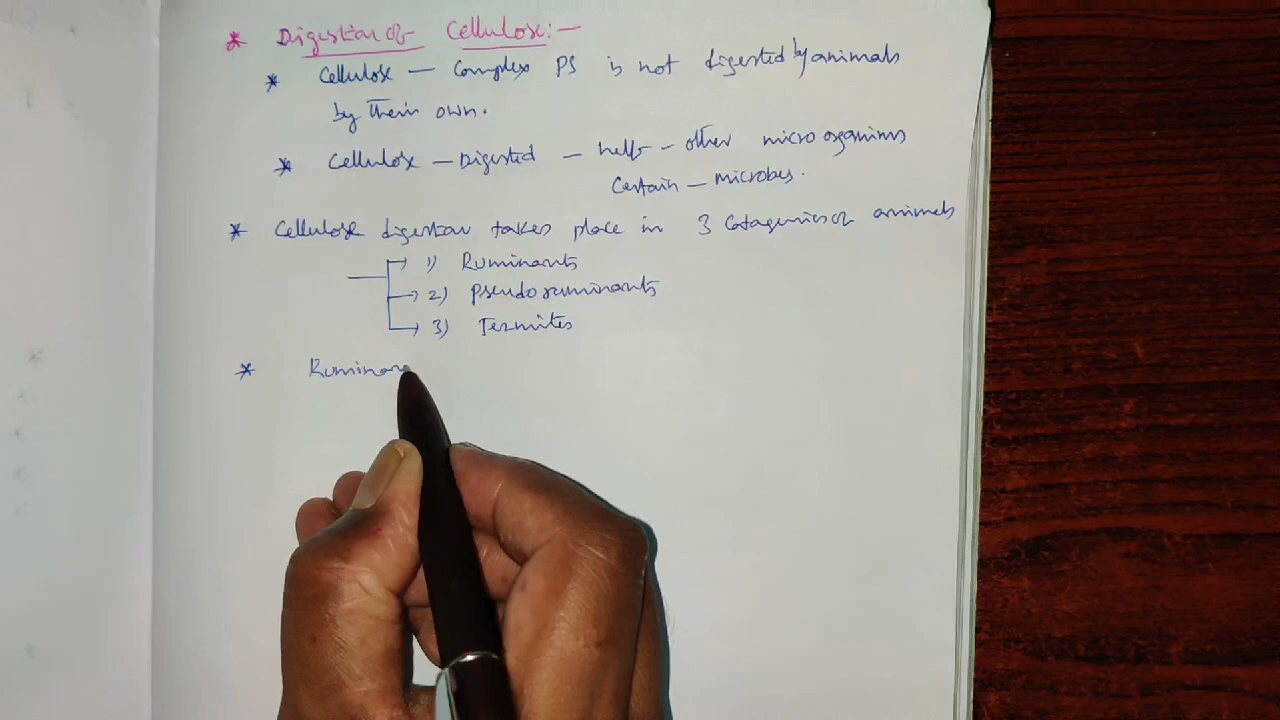 * Digestion of Cellulose:-
* Cellulose — Complex PS is not digested by animals
by Their own.
* Cellulose — Digested — help - other micro organisms
Certain — microbes.
* Cellulose digestion takes place in 3 Catagories of animals
1) Ruminants
2) Pseudo ruminants
3) Termites
* Ruminan